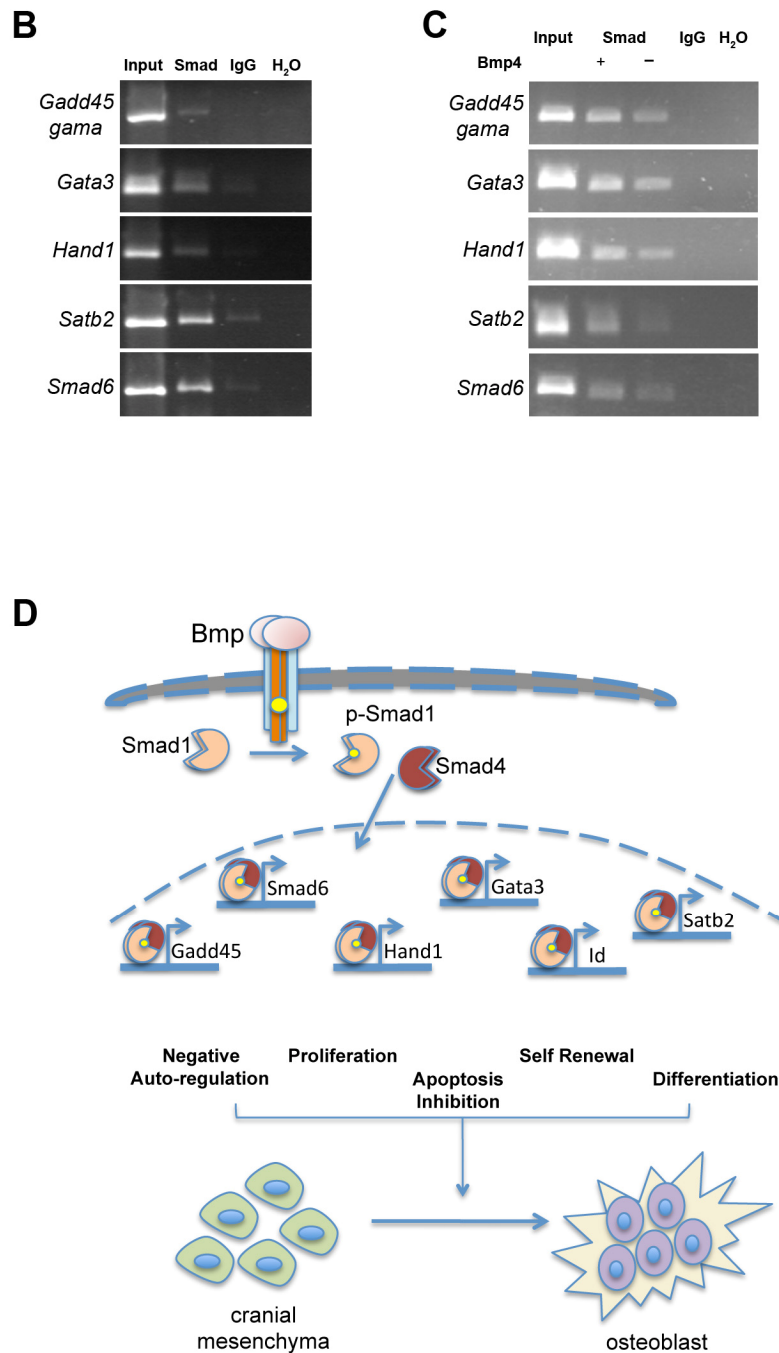 B
Input Smad IgG H2O
Gadd45
gama
Gata3
Hand1
Satb2
Smad6
C
Input Smad IgG H2O
Bmp4 + −
Gadd45
gama
Gata3
Hand1
Satb2
Smad6
D
Bmp
p-Smad1
Smad1
Smad4
Smad6
Gata3
Satb2
Gadd45
Hand1
Id
Negative
Auto-regulation
Proliferation
Apoptosis
Inhibition
Self Renewal
Differentiation
cranial
mesenchyma
osteoblast